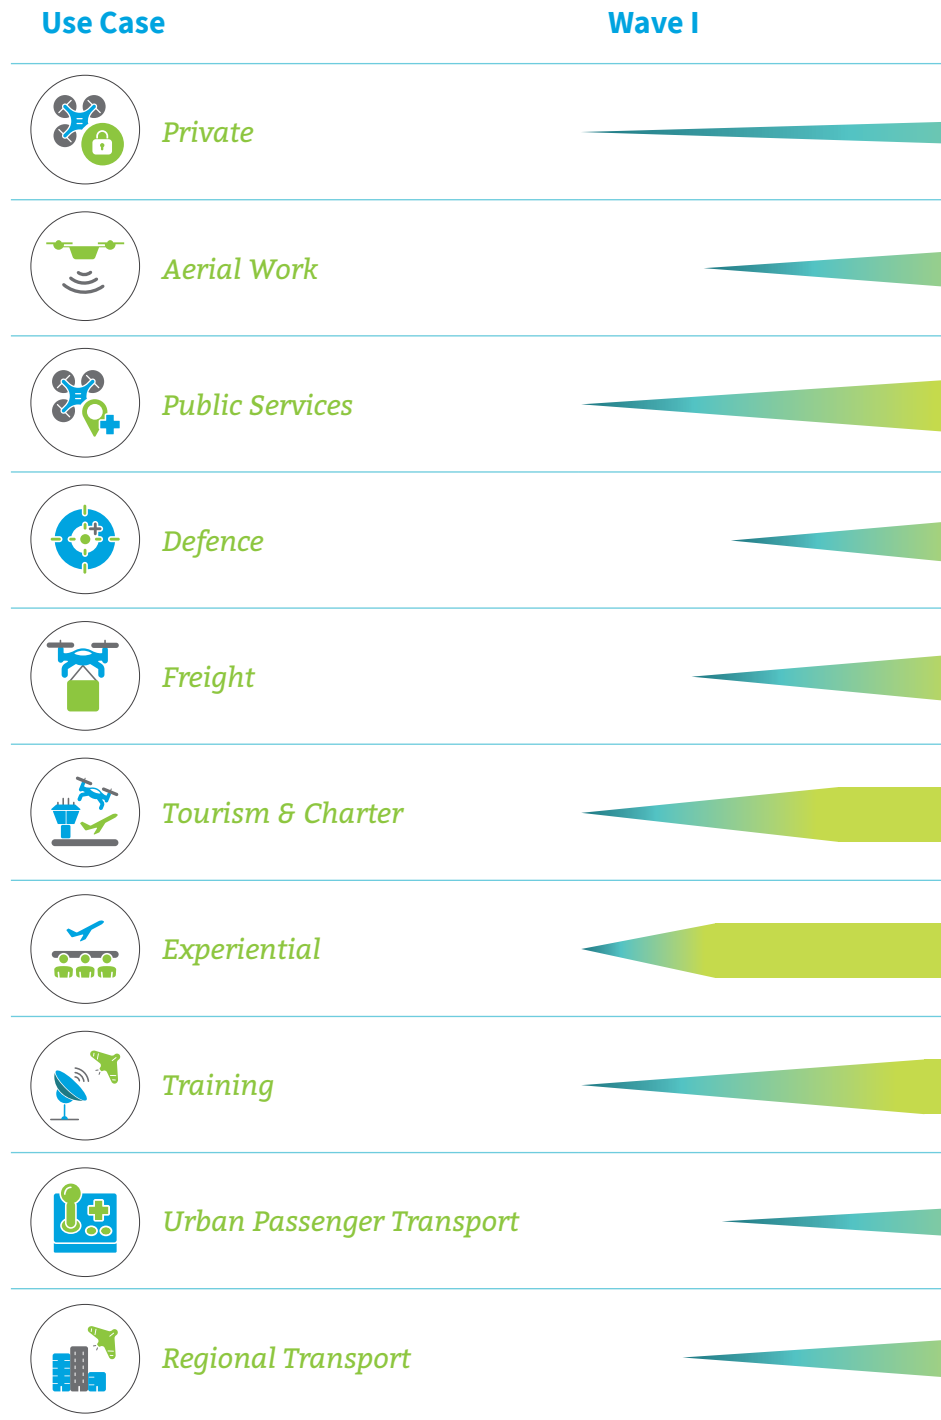 Use Case Wave I
Private
Aerial Work
Public Services
Defence
Freight
Tourism & Charter
Experiential
Training
Urban Passenger Transport
Regional Transport